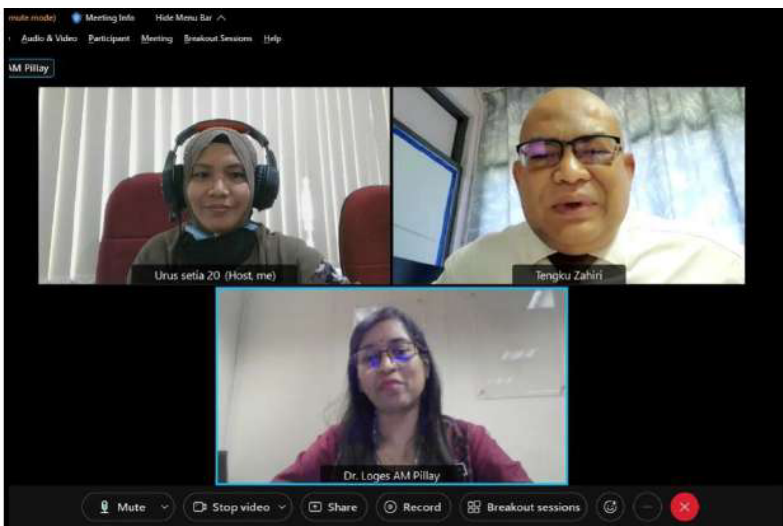 mute mode) Meeting Info Hide Menu Bar
Audio & Video Participant Meeting Breakout Sessions Help
AM Pillay
Urus setia 20 (Host, me)
Tengku Zahiri
Dr. Loges AM Pillay
Mute Stop video Share Record Breakout sessions